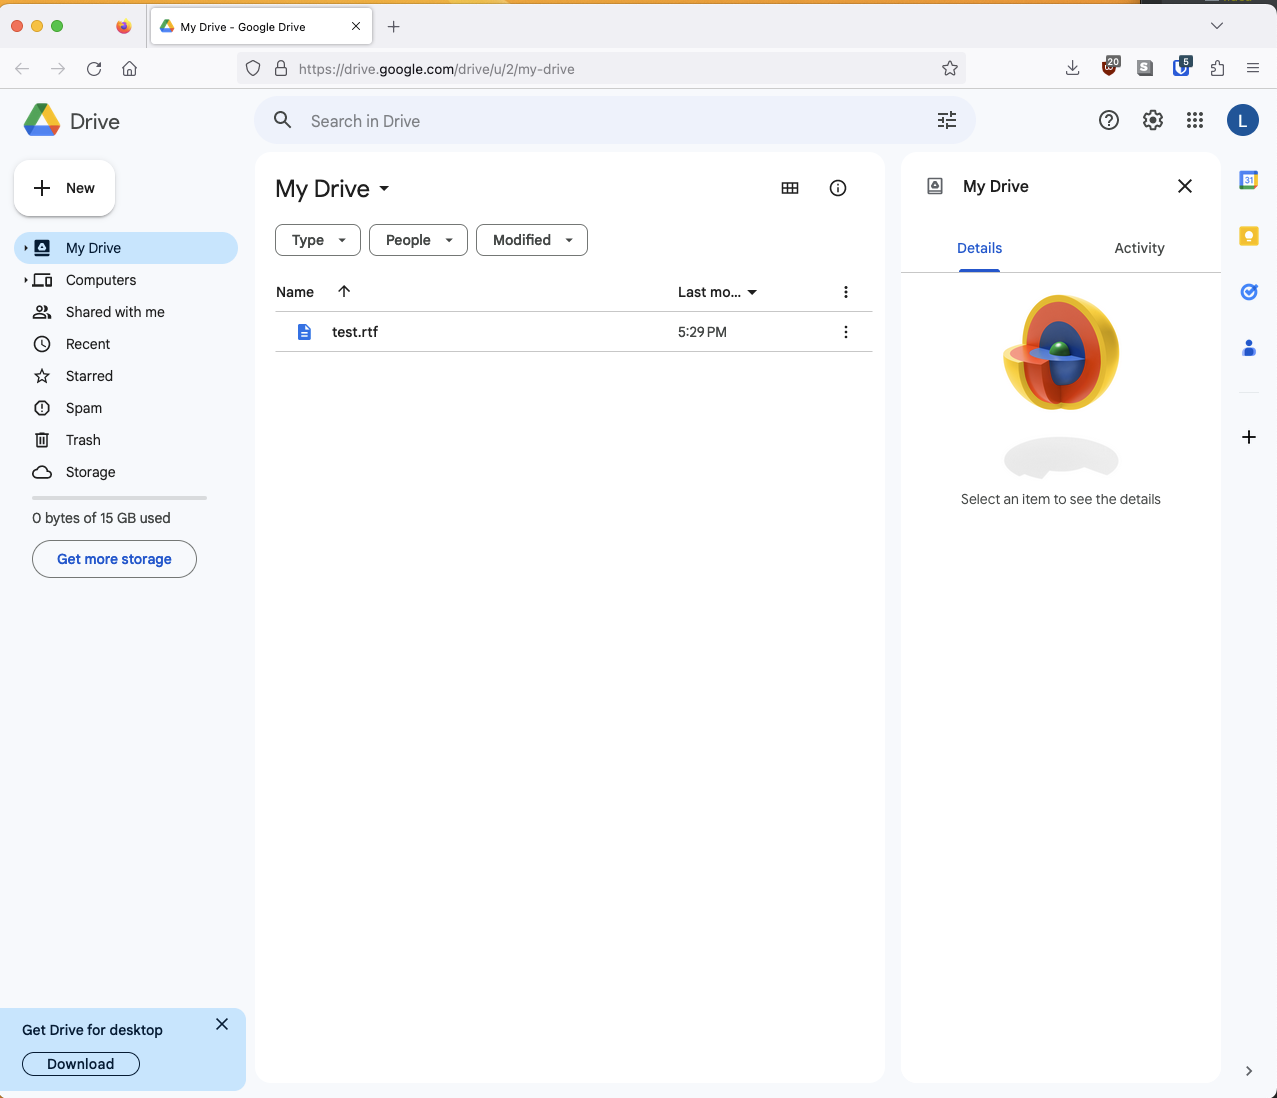 My Drive - Google Drive
https://drive.google.com/drive/u/2/my-drive
20
S
5
Drive
Search in Drive
L
New
My Drive
Computers
Shared with me
Recent
Starred
Spam
Trash
Storage
0 bytes of 15 GB used
Get more storage
My Drive
Type
People
Modified
Name
Last mo...
test.rtf
5:29 PM
My Drive
Details
Activity
Select an item to see the details
31
Get Drive for desktop
Download